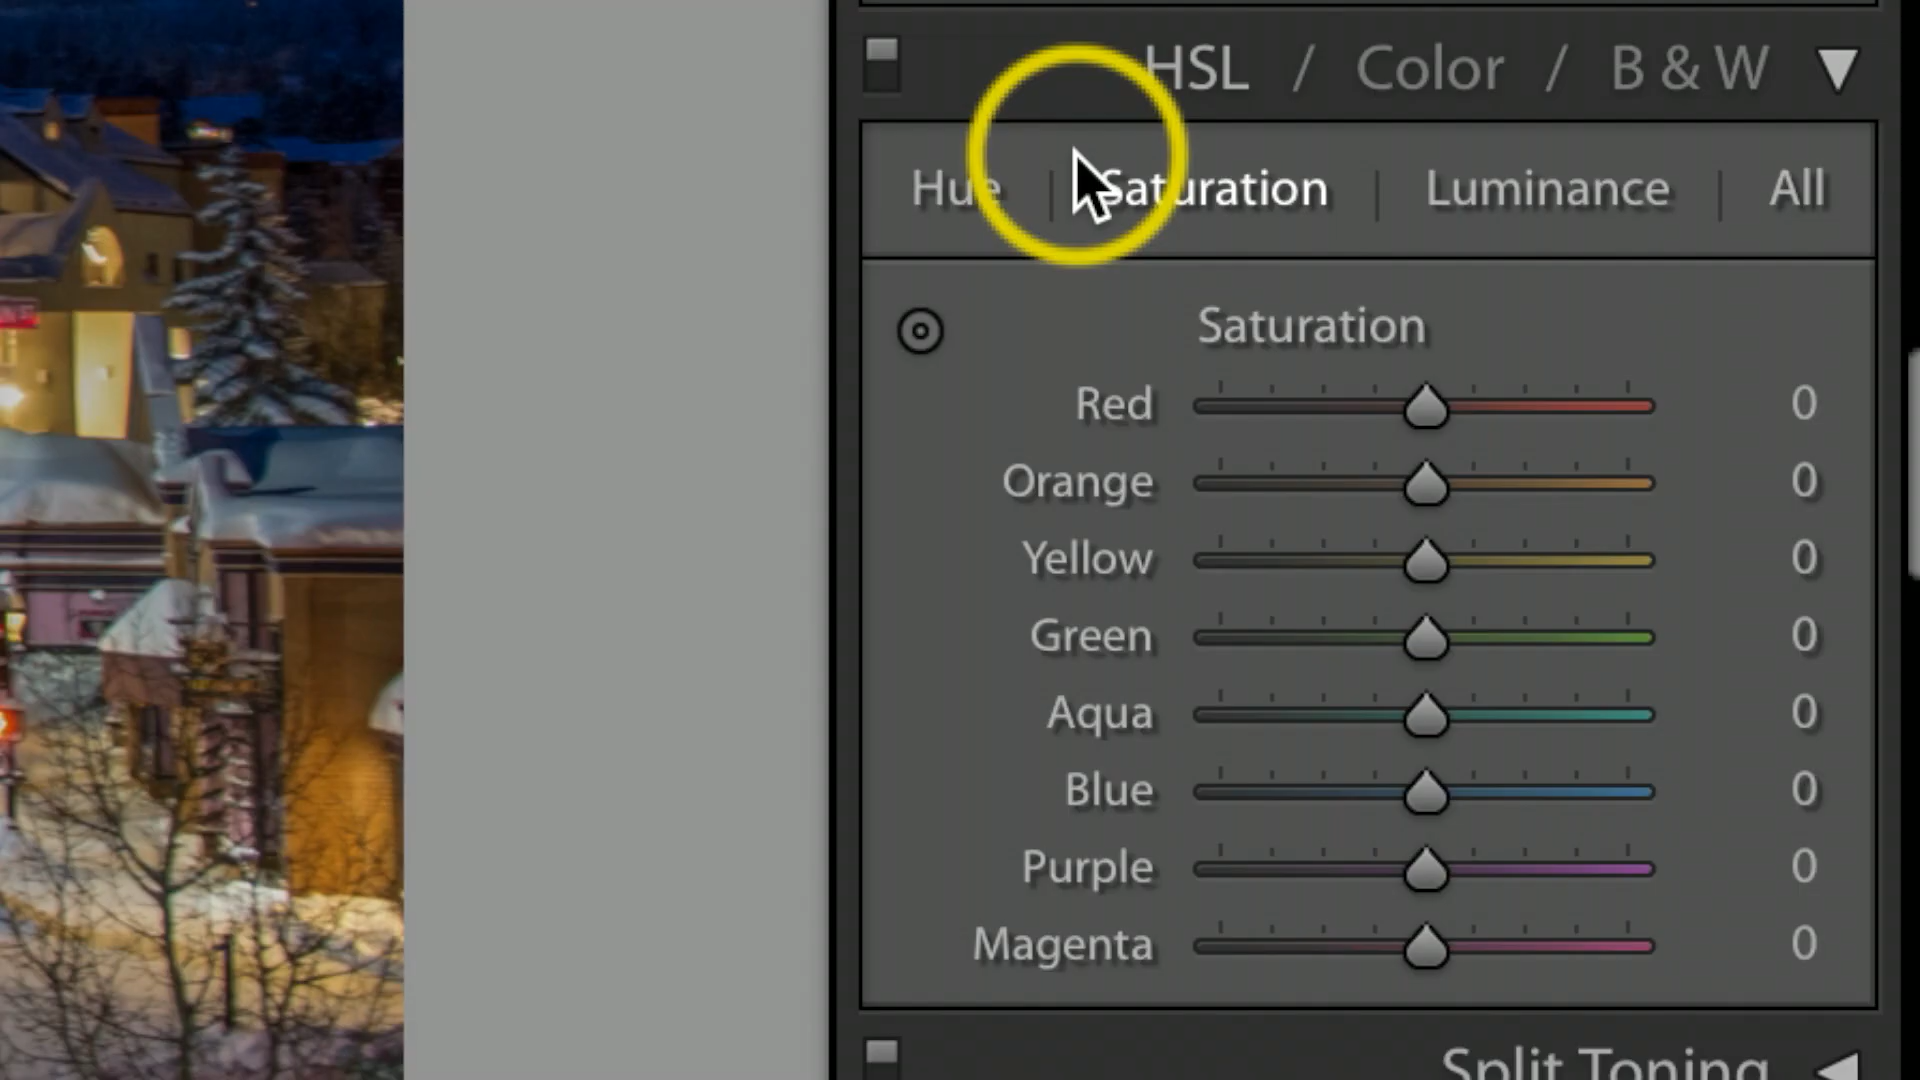 HSL / Color / B & W
Hue | Saturation | Luminance | All
Saturation
Red 0
Orange 0
Yellow 0
Green 0
Aqua 0
Blue 0
Purple 0
Magenta 0
Split Toning